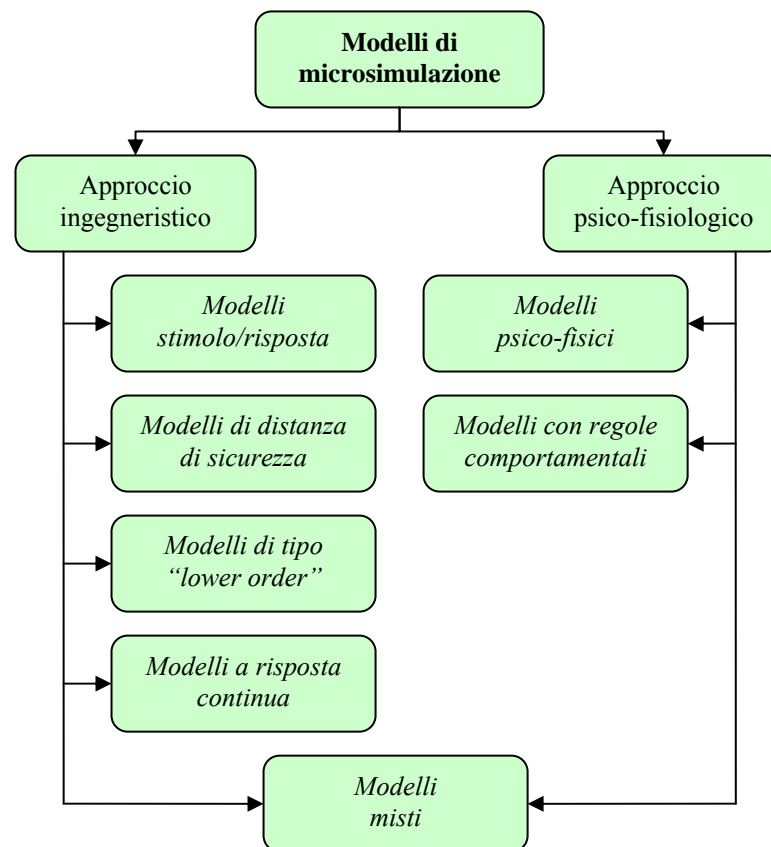 Modelli di
microsimulazione
Approccio
ingegneristico
Approccio
psico-fisiologico
Modelli
stimolo/risposta
Modelli
psico-fisici
Modelli di distanza
di sicurezza
Modelli con regole
comportamentali
Modelli di tipo
“lower order”
Modelli a risposta
continua
Modelli
misti